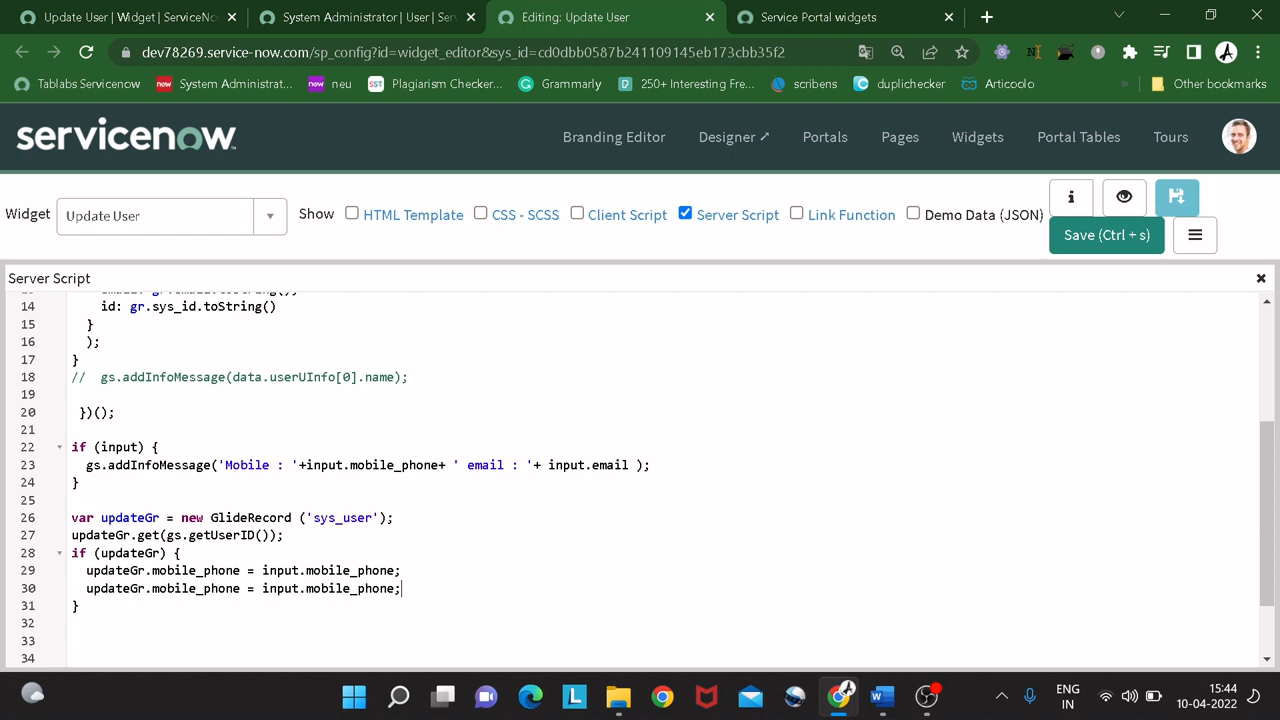 Update User | Widget | ServiceNo
System Administrator | User | Serv
Editing: Update User
Service Portal widgets
dev78269.service-now.com/sp_config?id=widget_editor&sys_id=cd0dbb0587b241109145eb173cbb35f2
Tablabs Servicenow
now System Administrat...
now neu
SST Plagiarism Checker...
Grammarly
250+ Interesting Free...
scribens
duplichecker
Articoolo
Other bookmarks
servicenow
Branding Editor
Designer
Portals
Pages
Widgets
Portal Tables
Tours
Widget
Update User
Show
HTML Template
CSS - SCSS
Client Script
Server Script
Link Function
Demo Data (JSON)
Save (Ctrl + s)
Server Script
14 id: gr.sys_id.toString()
15 }
16 );
17 }
18 // gs.addInfoMessage(data.userUInfo[0].name);
19
20 })();
21
22 if (input) {
23 gs.addInfoMessage('Mobile : '+input.mobile_phone+ ' email : '+ input.email );
24 }
25
26 var updateGr = new GlideRecord ('sys_user');
27 updateGr.get(gs.getUserID());
28 if (updateGr) {
29 updateGr.mobile_phone = input.mobile_phone;
30 updateGr.mobile_phone = input.mobile_phone;
31 }
32
33
34
ENG
IN
15:44
10-04-2022